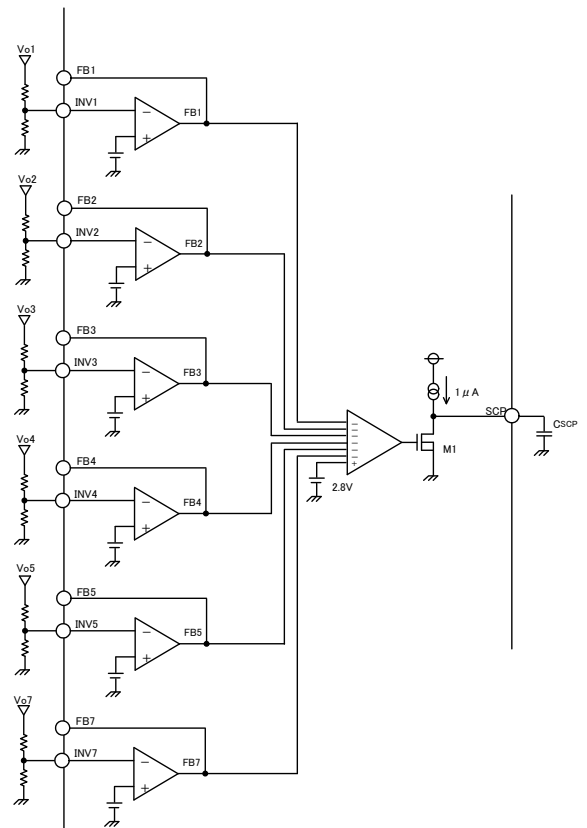 Vo1
FB1
INV1
−
+
FB1
Vo2
FB2
INV2
−
+
FB2
Vo3
FB3
INV3
−
+
FB3
Vo4
FB4
INV4
−
+
FB4
Vo5
FB5
INV5
−
+
FB5
Vo7
FB7
INV7
−
+
FB7
−
−
−
−
−
−
+
2.8V
1μA
M1
SCP
CSCP